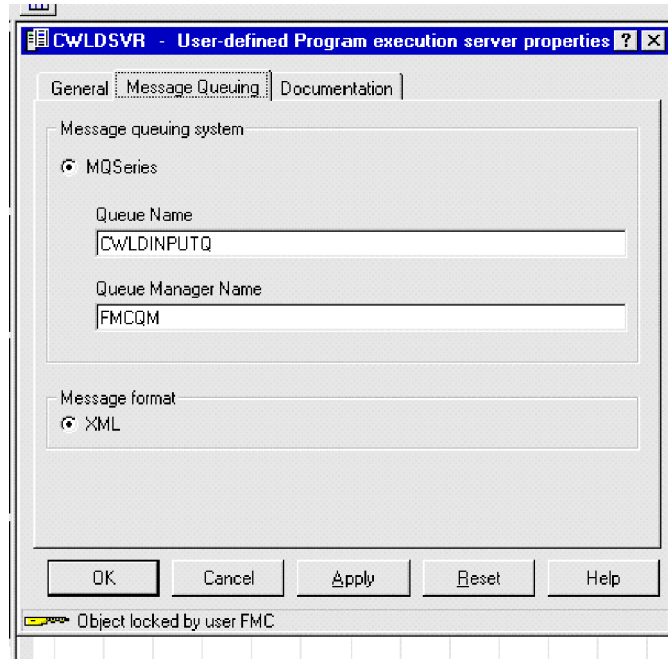 CWLDSVR - User-defined Program execution server properties ? X
General Message Queuing Documentation
Message queuing system
MQSeries
Queue Name
CWLDINPUTQ
Queue Manager Name
FMCQM
Message format
XML
OK Cancel Apply Reset Help
Object locked by user FMC